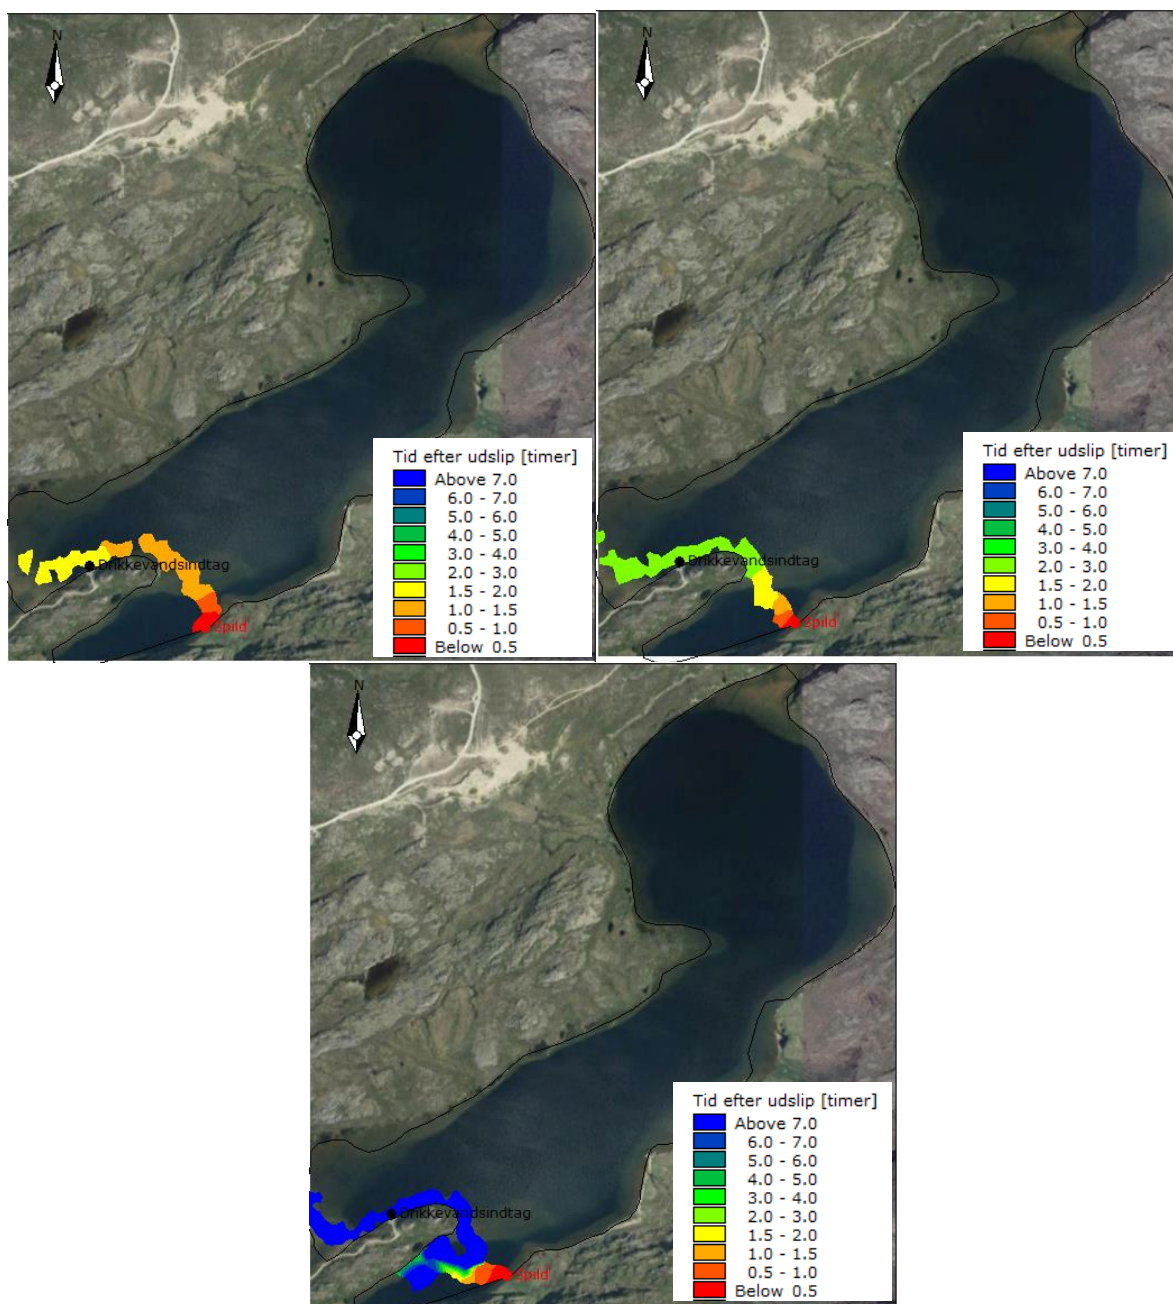 N
Tid efter udslip [timer]
Above 7.0
6.0 - 7.0
5.0 - 6.0
4.0 - 5.0
3.0 - 4.0
2.0 - 3.0
1.5 - 2.0
1.0 - 1.5
0.5 - 1.0
Below 0.5
Drikkevandsindtag
Spild
N
Tid efter udslip [timer]
Above 7.0
6.0 - 7.0
5.0 - 6.0
4.0 - 5.0
3.0 - 4.0
2.0 - 3.0
1.5 - 2.0
1.0 - 1.5
0.5 - 1.0
Below 0.5
Drikkevandsindtag
Spild
N
Tid efter udslip [timer]
Above 7.0
6.0 - 7.0
5.0 - 6.0
4.0 - 5.0
3.0 - 4.0
2.0 - 3.0
1.5 - 2.0
1.0 - 1.5
0.5 - 1.0
Below 0.5
Drikkevandsindtag
Spild